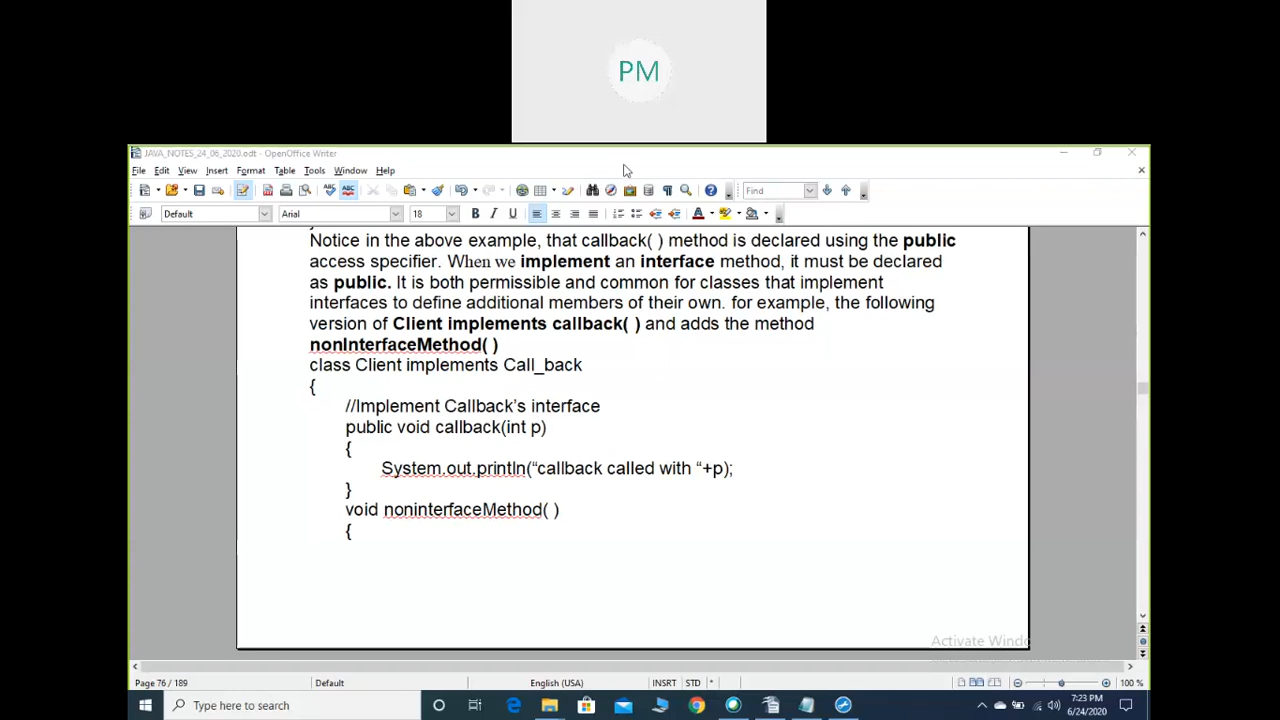 PM
JAVA_NOTES_24_06_2020.odt - OpenOffice Writer
File Edit View Insert Format Table Tools Window Help
Find
Default Arial 18
Notice in the above example, that callback( ) method is declared using the public
access specifier. When we implement an interface method, it must be declared
as public. It is both permissible and common for classes that implement
interfaces to define additional members of their own. for example, the following
version of Client implements callback( ) and adds the method
nonInterfaceMethod( )
class Client implements Call_back
{
//Implement Callback’s interface
public void callback(int p)
{
System.out.println(“callback called with “+p);
}
void noninterfaceMethod( )
{
Activate Windo
Page 76 / 189 Default English (USA) INSRT STD * 100 %
Type here to search
7:23 PM
6/24/2020